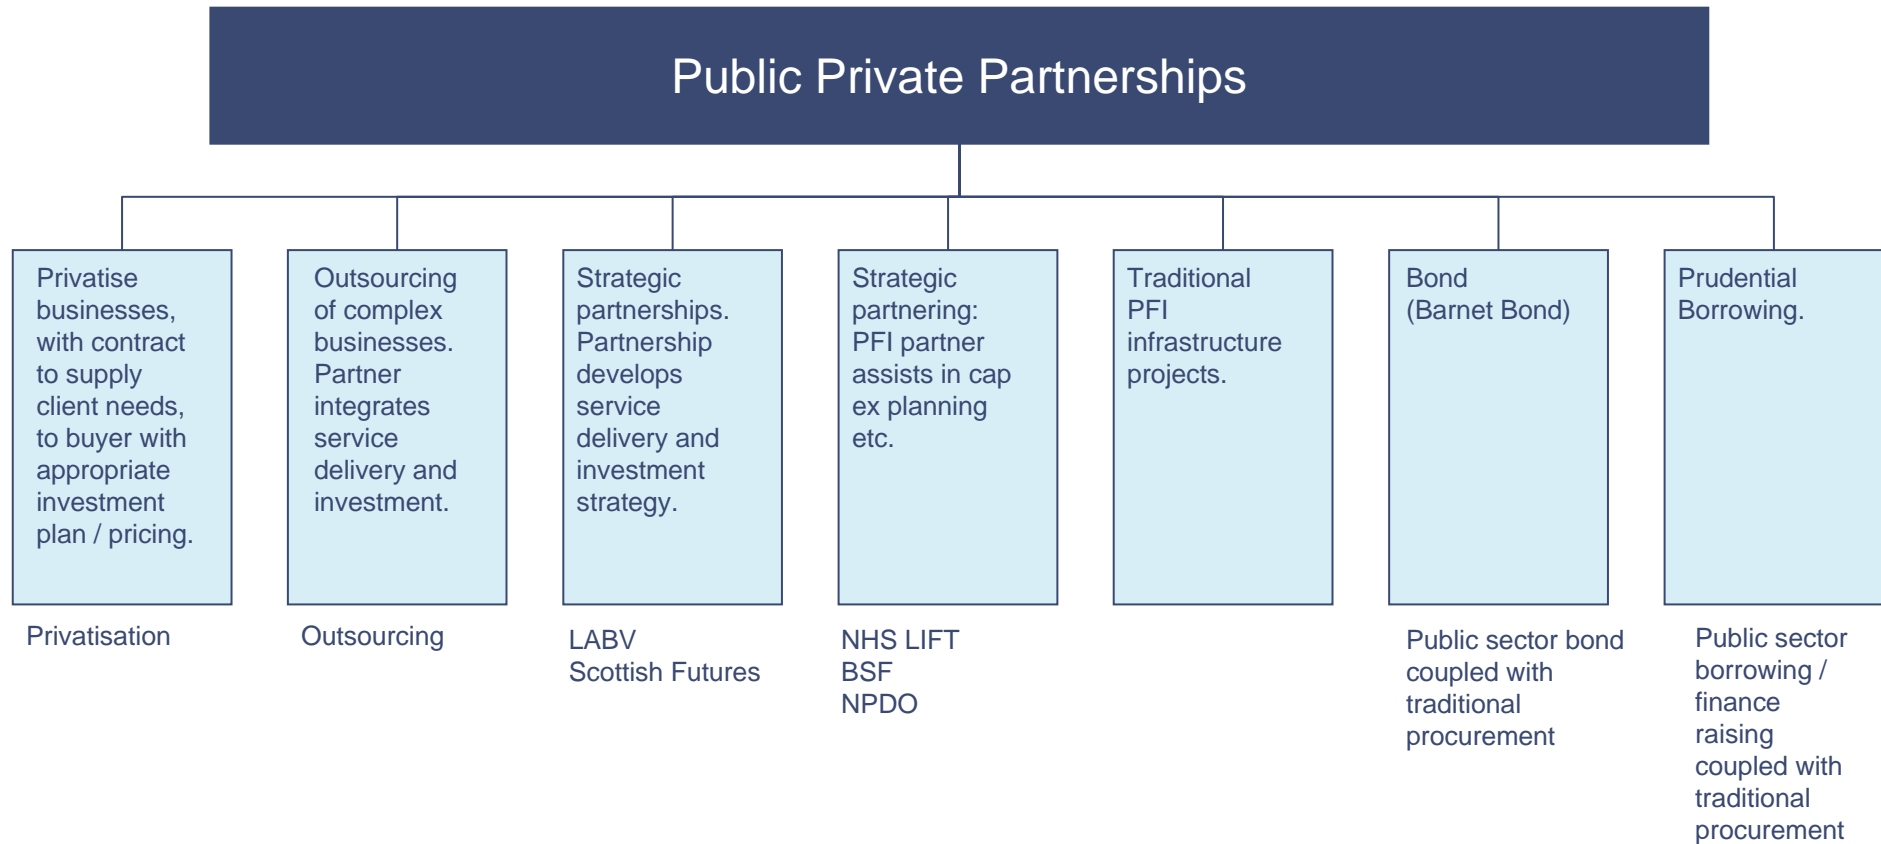 Public Private Partnerships
Privatise
businesses,
with contract
to supply
client needs,
to buyer with
appropriate
investment
plan / pricing.
Outsourcing
of complex
businesses.
Partner
integrates
service
delivery and
investment.
Strategic
partnerships.
Partnership
develops
service
delivery and
investment
strategy.
Strategic
partnering:
PFI partner
assists in cap
ex planning
etc.
Traditional
PFI
infrastructure
projects.
Bond
(Barnet Bond)
Prudential
Borrowing.
Privatisation
Outsourcing
LABV
Scottish Futures
NHS LIFT
BSF
NPDO
Public sector bond
coupled with
traditional
procurement
Public sector
borrowing /
finance
raising
coupled with
traditional
procurement